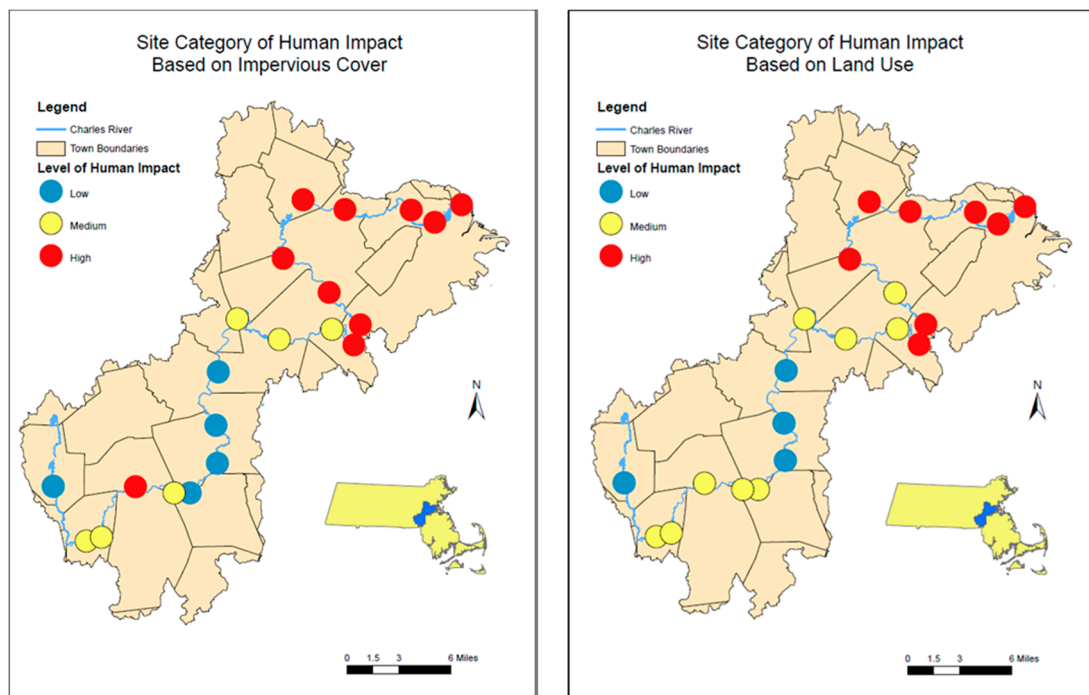 Site Category of Human Impact
Based on Impervious Cover
Legend
Charles River
Town Boundaries
Level of Human Impact
Low
Medium
High
N
0 1.5 3 6 Miles
Site Category of Human Impact
Based on Land Use
Legend
Charles River
Town Boundaries
Level of Human Impact
Low
Medium
High
N
0 1.5 3 6 Miles